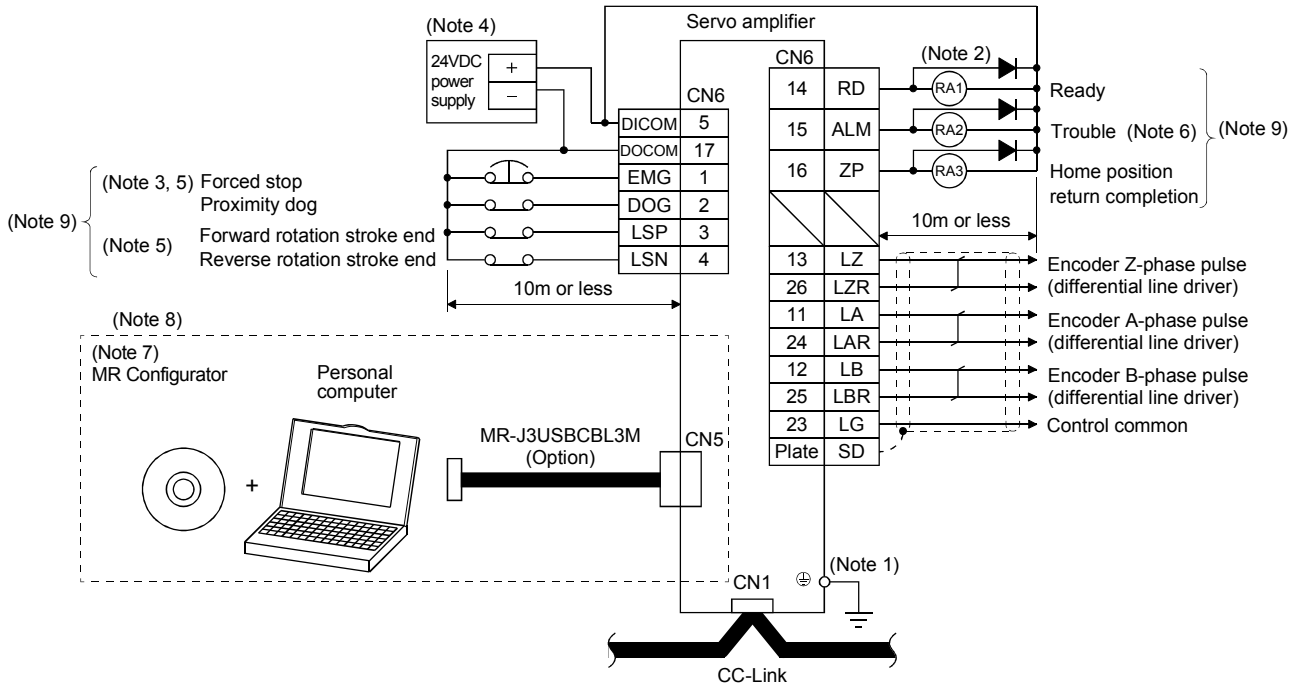 Servo amplifier
(Note 4)
24VDC
power
supply
+
−
CN6
DICOM 5
DOCOM 17
EMG 1
DOG 2
LSP 3
LSN 4
(Note 9)
(Note 3, 5) Forced stop
Proximity dog
(Note 5) Forward rotation stroke end
Reverse rotation stroke end
10m or less
CN6
(Note 2)
14 RD RA1 Ready
15 ALM RA2 Trouble (Note 6)
16 ZP RA3 Home position
return completion
(Note 9)
10m or less
13 LZ Encoder Z-phase pulse
26 LZR (differential line driver)
11 LA Encoder A-phase pulse
24 LAR (differential line driver)
12 LB Encoder B-phase pulse
25 LBR (differential line driver)
23 LG Control common
Plate SD
(Note 8)
(Note 7)
MR Configurator
+
Personal
computer
MR-J3USBCBL3M
(Option)
CN5
(Note 1)
CN1
CC-Link